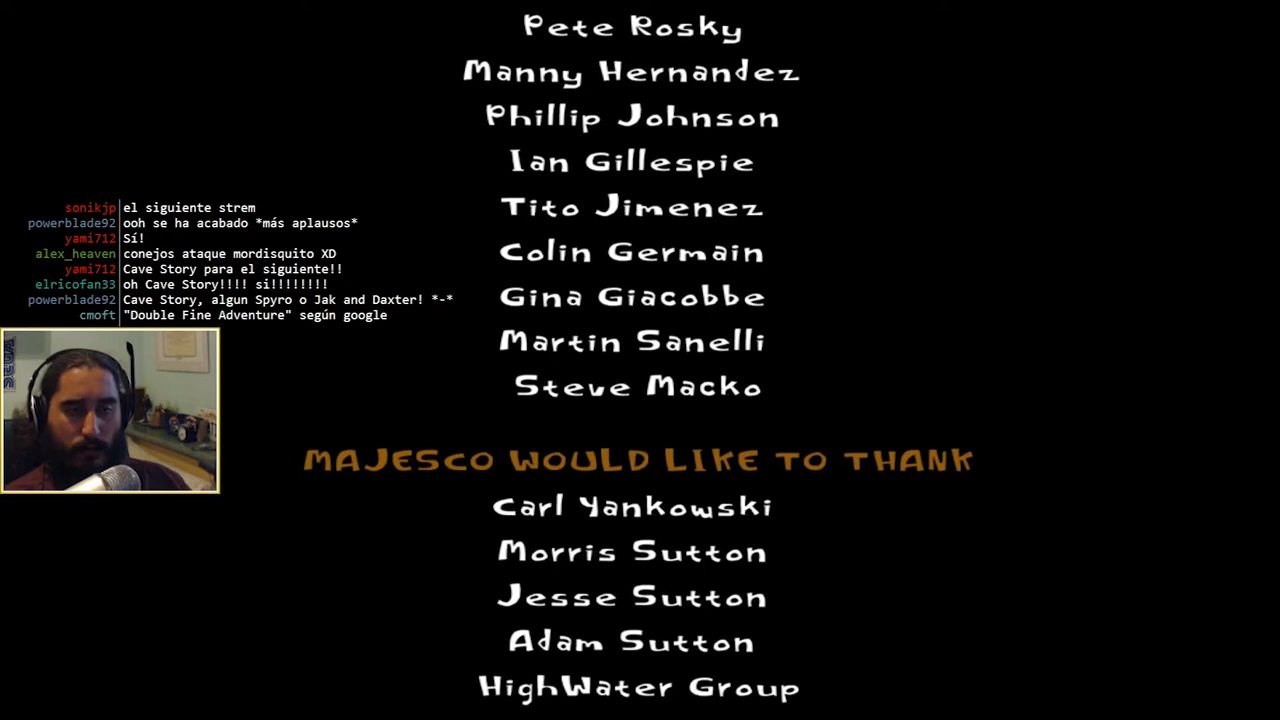 Pete Rosky
Manny Hernandez
Phillip Johnson
Ian Gillespie
Tito Jimenez
Colin Germain
Gina Giacobbe
Martin Sanelli
Steve Macko
MAJESCO WOULD LIKE TO THANK
Carl Yankowski
Morris Sutton
Jesse Sutton
Adam Sutton
HighWater Group
sonikjp el siguiente strem
powerblade92 ooh se ha acabado *más aplausos*
yami712 Sí!
alex_heaven conejos ataque mordisquito XD
yami712 Cave Story para el siguiente!!
elricofan33 oh Cave Story!!!! si!!!!!!!!
powerblade92 Cave Story, algun Spyro o Jak and Daxter! *-*
cmoft "Double Fine Adventure" según google
SEGA